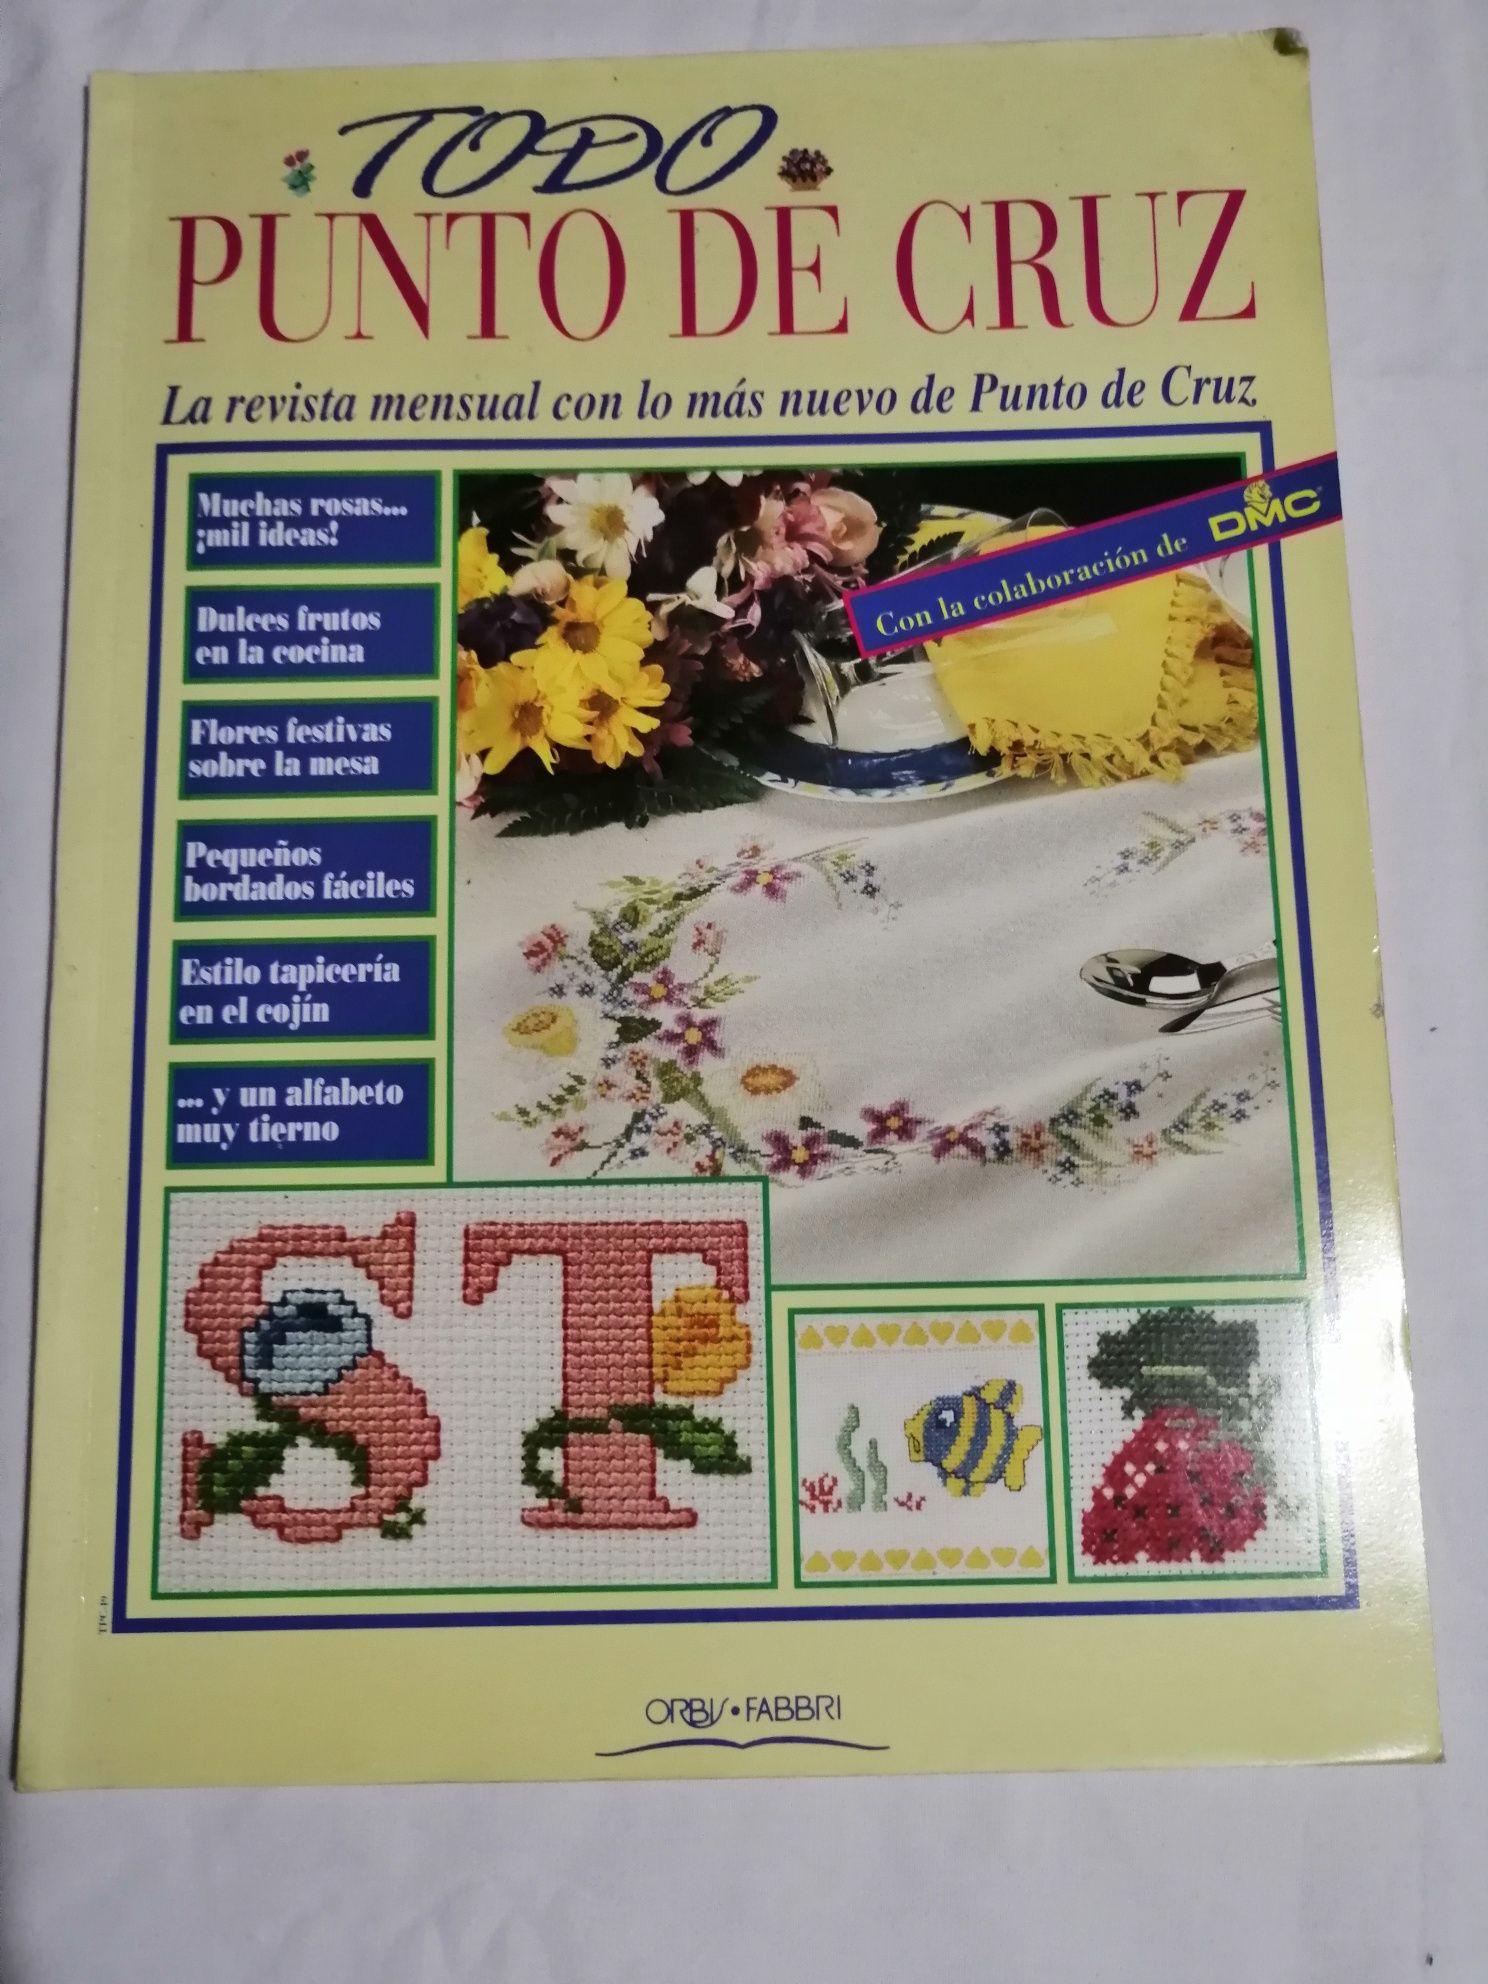 TODO
PUNTO DE CRUZ
La revista mensual con lo más nuevo de Punto de Cruz
Muchas rosas...
¡mil ideas!
Dulces frutos
en la cocina
Flores festivas
sobre la mesa
Pequeños
bordados fáciles
Estilo tapicería
en el cojín
... y un alfabeto
muy tierno
Con la colaboración de DMC
ST
TPC-19
ORBIS • FABBRI